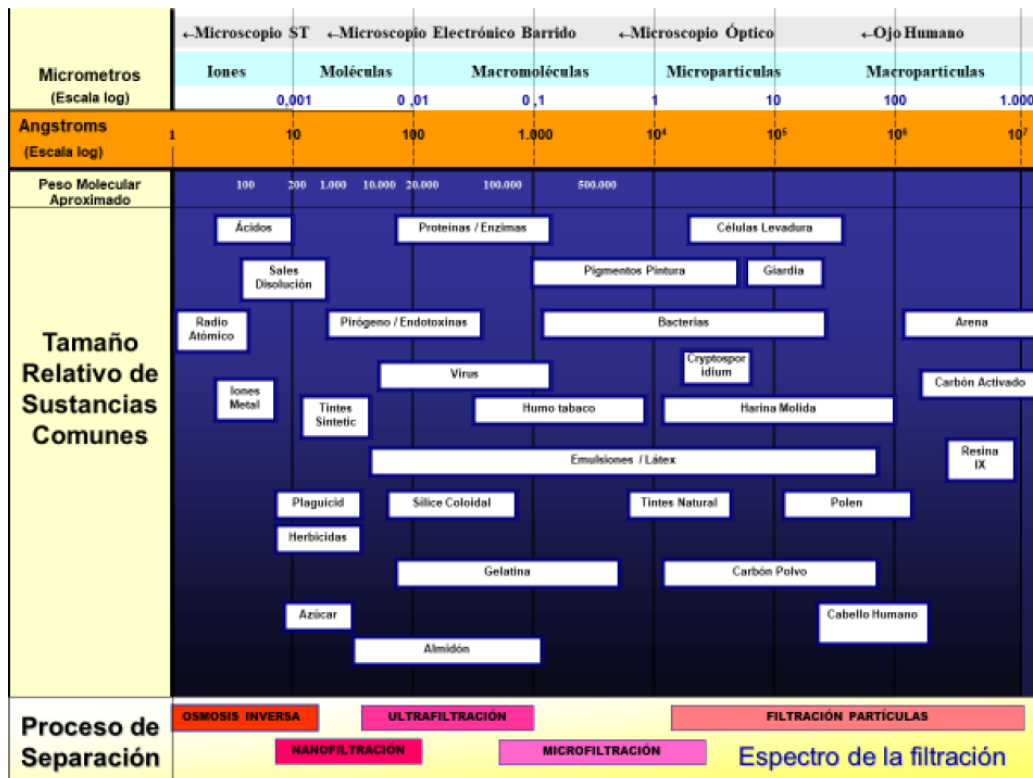 ←Microscopio ST ←Microscopio Electrónico Barrido ←Microscopio Óptico ←Ojo Humano
Micrometros
(Escala log)
Iones Moléculas Macromoléculas Microparticulas Macroparticulas
0,001 0 ,01 0 ,1 1 10 100 1.000
Angstroms
(Escala log)
1 10 100 1.000 10⁴ 10⁵ 10⁶ 10⁷
Peso Molecular
Aproximado
100 200 1.000 10.000 20.000 100.000 500.000
Tamaño
Relativo de
Sustancias
Comunes
Ácidos Proteínas / Enzimas Células Levadura
Sales
Disolución
Pigmentos Pintura Giardia
Radio
Atómico
Pirógeno / Endotoxinas Bacterias Arena
Cryptospor
idium
Virus Carbón Activado
Iones
Metal
Tintes
Sintetic
Humo tabaco Harina Molida
Emulsiones / Látex
Resina
IX
Plaguicid Sílice Coloidal Tintes Natural Polen
Herbicidas
Gelatina Carbón Polvo
Azúcar Cabello Humano
Almidón
Proceso de
Separación
OSMOSIS INVERSA ULTRAFILTRACIÓN FILTRACIÓN PARTÍCULAS
NANOFILTRACIÓN MICROFILTRACIÓN
Espectro de la filtración